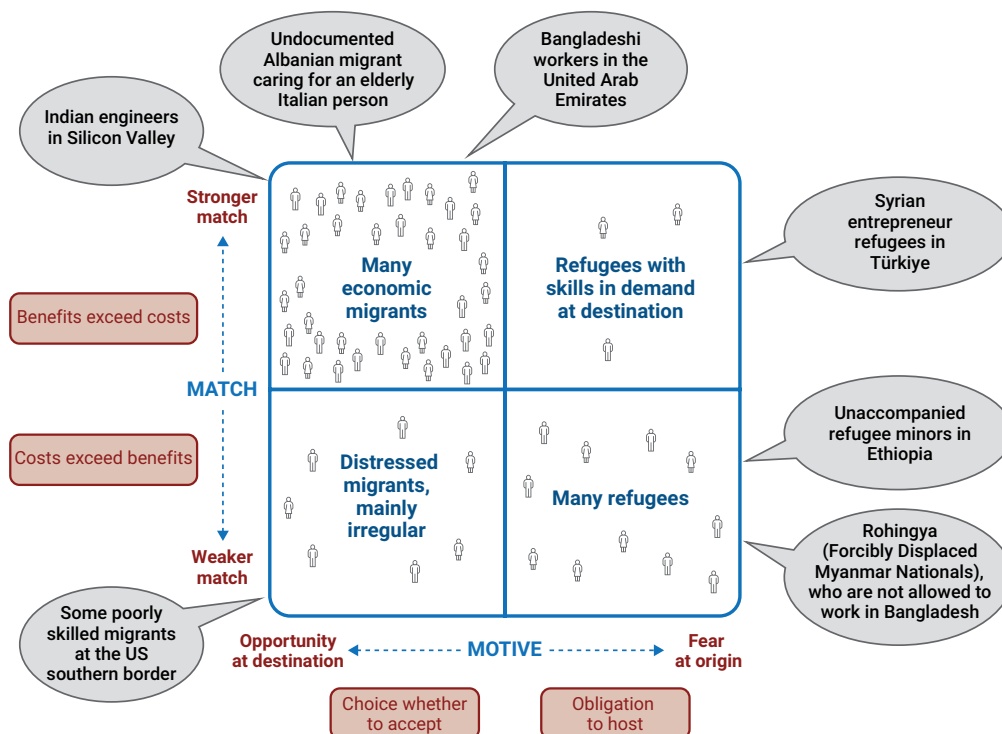 Undocumented
Albanian migrant
caring for an elderly
Italian person
Bangladeshi
workers in the
United Arab
Emirates
Indian engineers
in Silicon Valley
Stronger
match
Many
economic
migrants
Refugees with
skills in demand
at destination
Syrian
entrepreneur
refugees in
Türkiye
Benefits exceed costs
MATCH
Costs exceed benefits
Distressed
migrants,
mainly
irregular
Many refugees
Unaccompanied
refugee minors in
Ethiopia
Weaker
match
Rohingya
(Forcibly Displaced
Myanmar Nationals),
who are not allowed to
work in Bangladesh
Some poorly
skilled migrants
at the US
southern border
Opportunity
at destination
MOTIVE
Fear
at origin
Choice whether
to accept
Obligation
to host